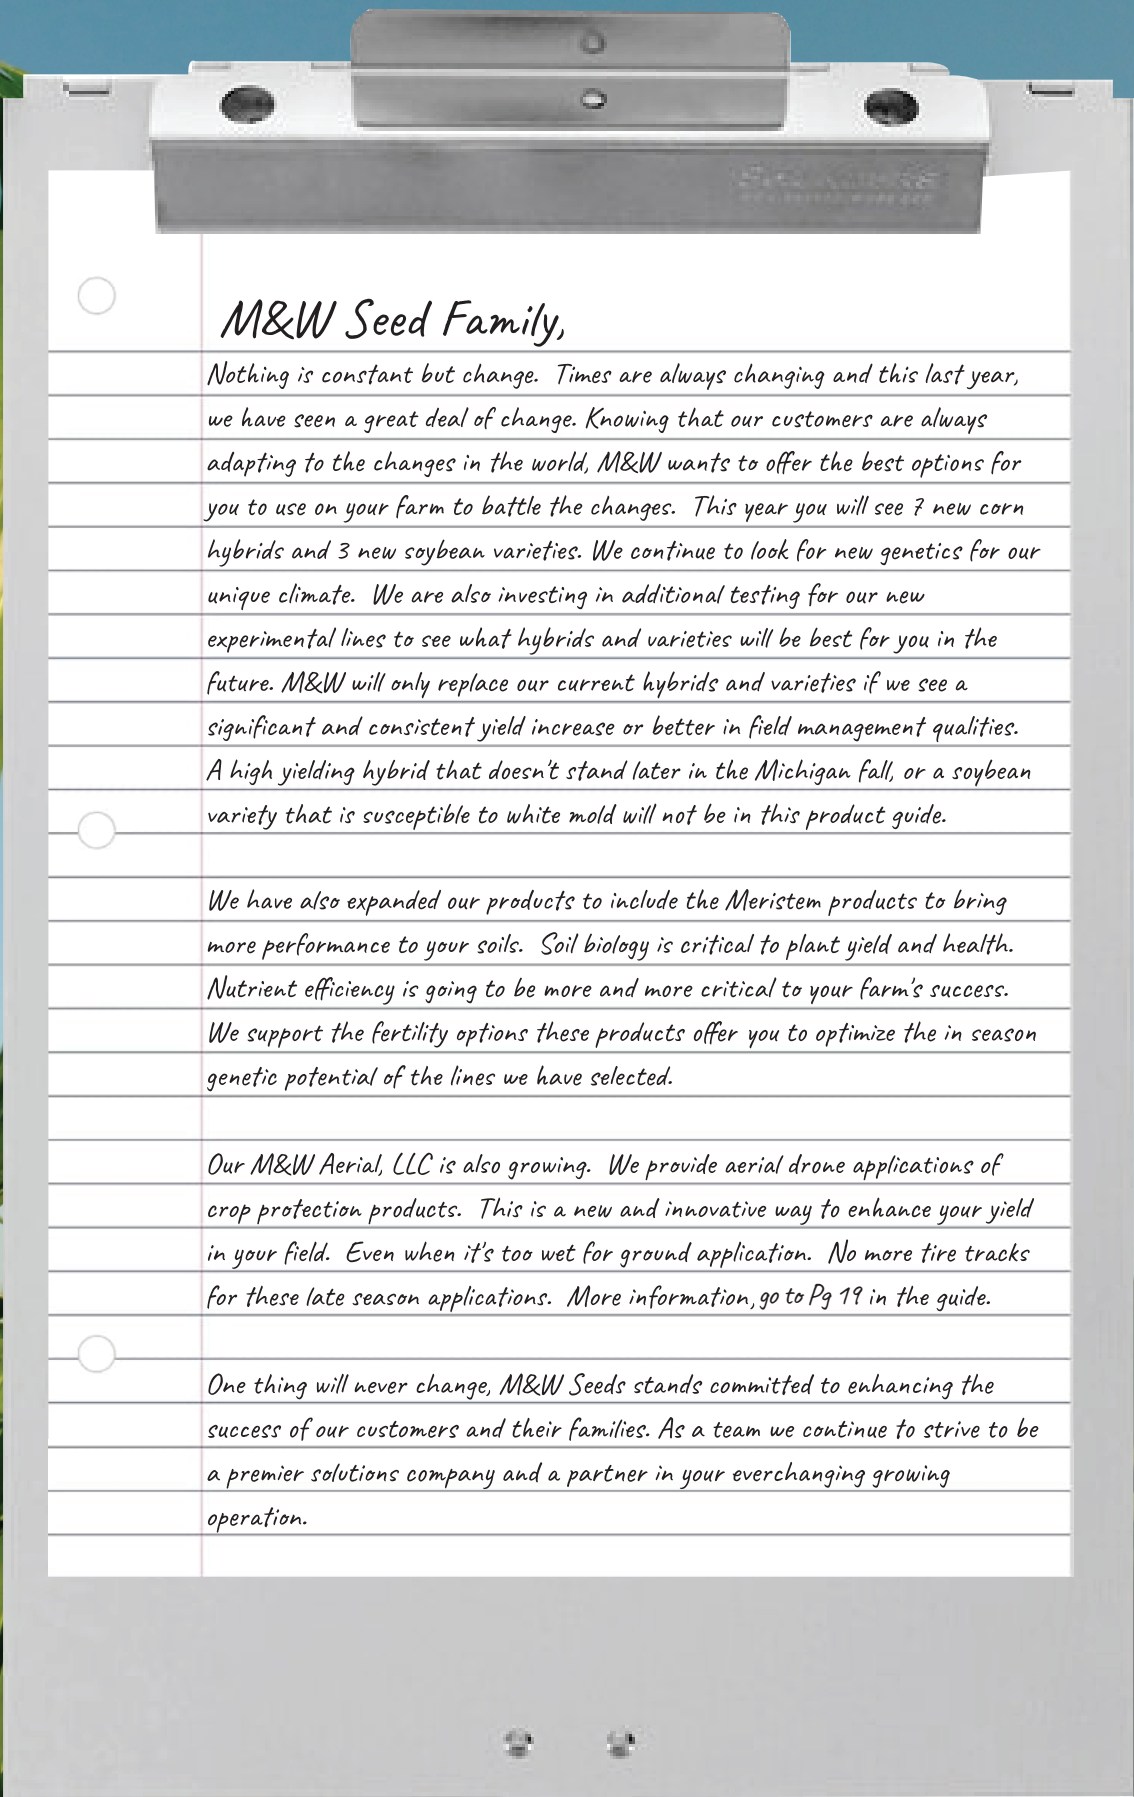 M&W Seed Family,
Nothing is constant but change.  Times are always changing and this last year,
we have seen a great deal of change. Knowing that our customers are always
adapting to the changes in the world, M&W wants to offer the best options for
you to use on your farm to battle the changes.  This year you will see 7 new corn
hybrids and 3 new soybean varieties. We continue to look for new genetics for our
unique climate.  We are also investing in additional testing for our new
experimental lines to see what hybrids and varieties will be best for you in the
future. M&W will only replace our current hybrids and varieties if we see a
significant and consistent yield increase or better in field management qualities.
A high yielding hybrid that doesn't stand later in the Michigan fall, or a soybean
variety that is susceptible to white mold will not be in this product guide.
We have also expanded our products to include the Meristem products to bring
more performance to your soils.  Soil biology is critical to plant yield and health.
Nutrient efficiency is going to be more and more critical to your farm's success.
We support the fertility options these products offer you to optimize the in season
genetic potential of the lines we have selected.
Our M&W Aerial, LLC is also growing.  We provide aerial drone applications of
crop protection products.  This is a new and innovative way to enhance your yield
in your field.  Even when it's too wet for ground application.  No more tire tracks
for these late season applications.  More information, go to Pg 19 in the guide.
One thing will never change, M&W Seeds stands committed to enhancing the
success of our customers and their families. As a team we continue to strive to be
a premier solutions company and a partner in your everchanging growing
operation.